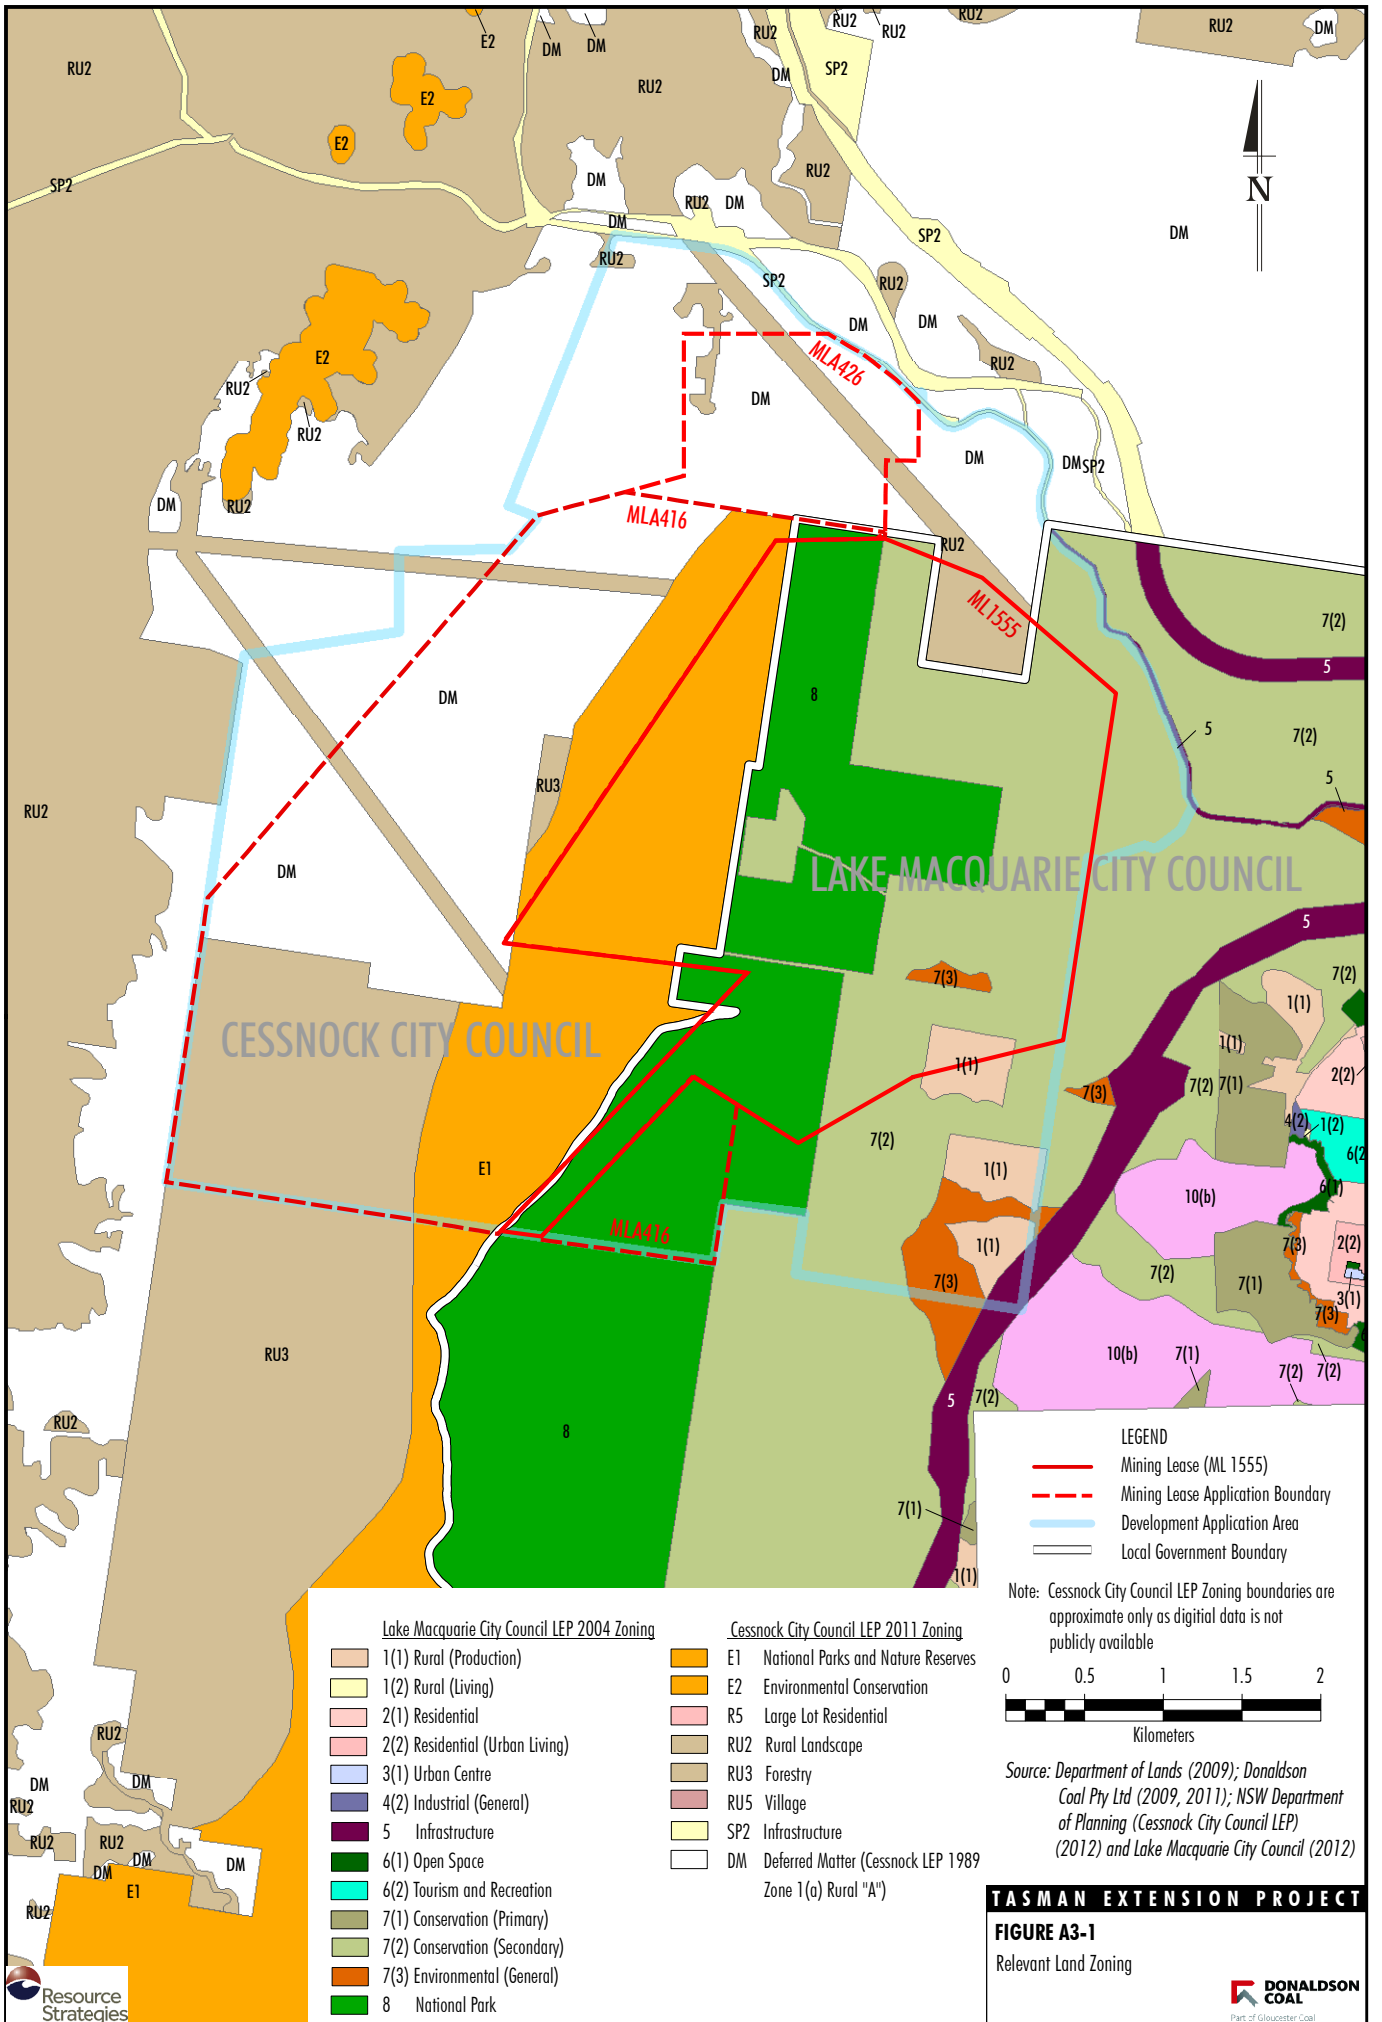 E2
RU2
RU2
RU2
DM
DM
RU2
DM
SP2
RU2
DM
RU2
RU2
E2
E2
DM
RU2
SP2
RU2
DM
DM
N
SP2
DM
RU2
SP2
RU2
DM
DM
E2
RU2
MLA426
RU2
DM
RU2
DM
DM
SP2
DM
RU2
MLA416
RU2
ML1555
7(2)
5
8
DM
5
7(2)
5
RU3
RU2
DM
LAKE MACQUARIE CITY COUNCIL
5
7(2)
7(3)
1(1)
CESSNOCK CITY COUNCIL
1(1)
1(1)
2(2)
7(3)
7(2)
7(1)
4(2)
1(2)
7(2)
6(2
E1
1(1)
10(b)
6(1)
MLA416
1(1)
7(3)
2(2)
7(3)
7(2)
7(1)
3(1)
7(3)
RU3
10(b)
7(1)
7(2)
7(2)
5
7(2)
RU2
8
7(1)
1(1)
LEGEND
Mining Lease (ML 1555)
Mining Lease Application Boundary
Development Application Area
Local Government Boundary
Note: Cessnock City Council LEP Zoning boundaries are
approximate only as digitial data is not
publicly available
0 0.5 1 1.5 2
Kilometers
Source: Department of Lands (2009); Donaldson
Coal Pty Ltd (2009, 2011); NSW Department
of Planning (Cessnock City Council LEP)
(2012) and Lake Macquarie City Council (2012)
Lake Macquarie City Council LEP 2004 Zoning
1(1) Rural (Production)
1(2) Rural (Living)
2(1) Residential
2(2) Residential (Urban Living)
3(1) Urban Centre
4(2) Industrial (General)
5 Infrastructure
6(1) Open Space
6(2) Tourism and Recreation
7(1) Conservation (Primary)
7(2) Conservation (Secondary)
7(3) Environmental (General)
8 National Park
Cessnock City Council LEP 2011 Zoning
E1 National Parks and Nature Reserves
E2 Environmental Conservation
R5 Large Lot Residential
RU2 Rural Landscape
RU3 Forestry
RU5 Village
SP2 Infrastructure
DM Deferred Matter (Cessnock LEP 1989
Zone 1(a) Rural "A")
RU2
DM
DM
RU2
RU2
RU2
DM
DM
DM
E1
RU2
TASMAN EXTENSION PROJECT
FIGURE A3-1
Relevant Land Zoning
Resource
Strategies
DONALDSON
COAL
Part of Gloucester Coal